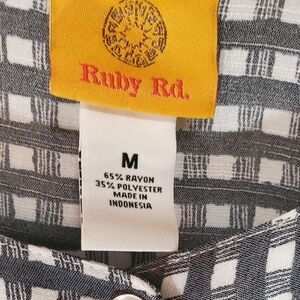 Ruby Rd.
M
65% RAYON
35% POLYESTER
MADE IN
INDONESIA